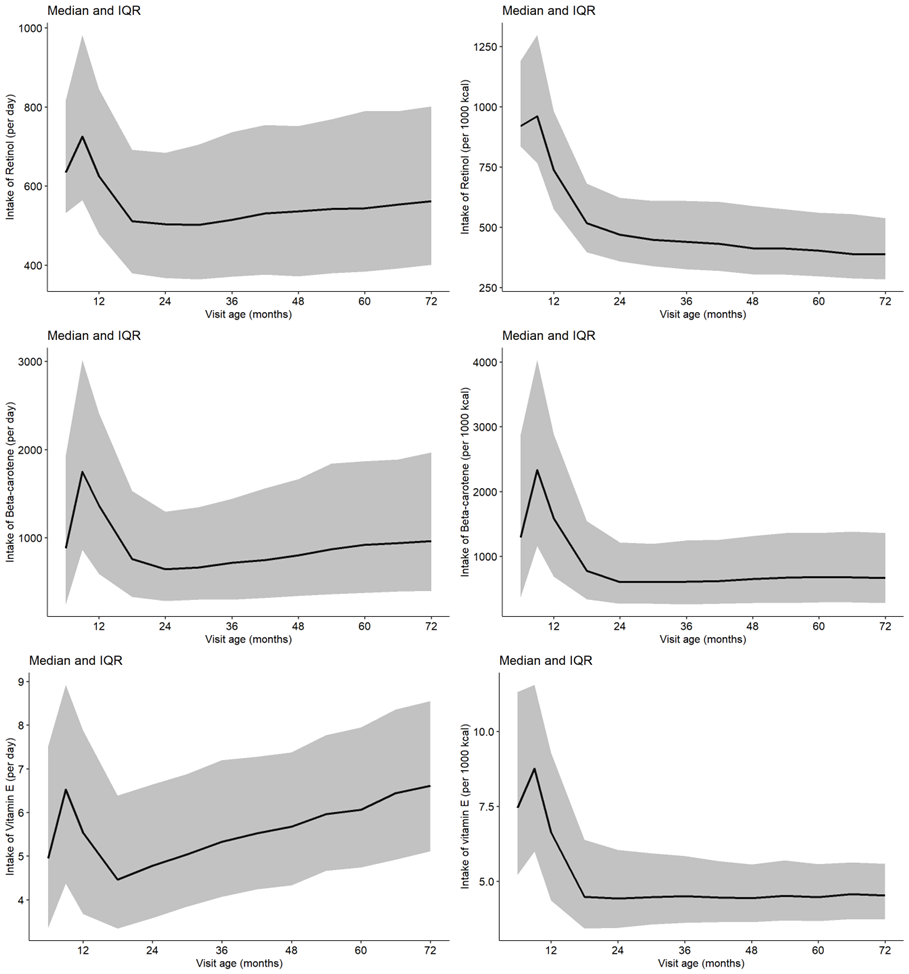 Median and IQR
Intake of Retinol (per day)
1000
800
600
400
12 24 36 48 60 72
Visit age (months)
Median and IQR
Intake of Retinol (per 1000 kcal)
1250
1000
750
500
250
12 24 36 48 60 72
Visit age (months)
Median and IQR
Intake of Beta-carotene (per day)
3000
2000
1000
12 24 36 48 60 72
Visit age (months)
Median and IQR
Intake of Beta-carotene (per 1000 kcal)
4000
3000
2000
1000
12 24 36 48 60 72
Visit age (months)
Median and IQR
Intake of Vitamin E (per day)
9
8
7
6
5
4
12 24 36 48 60 72
Visit age (months)
Median and IQR
Intake of vitamin E (per 1000 kcal)
10.0
7.5
5.0
12 24 36 48 60 72
Visit age (months)